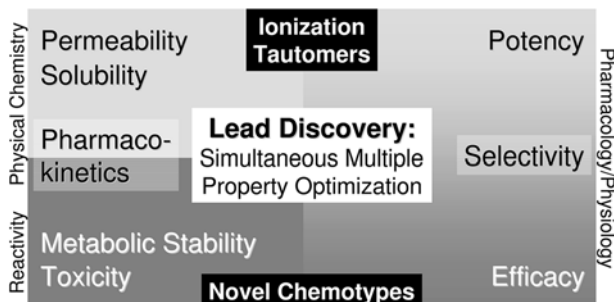 Ionization
Tautomers
Permeability
Solubility
Potency
Physical Chemistry
Pharmaco-
kinetics
Lead Discovery:
Simultaneous Multiple
Property Optimization
Selectivity
Pharmacology/Physiology
Reactivity
Metabolic Stability
Toxicity
Novel Chemotypes
Efficacy